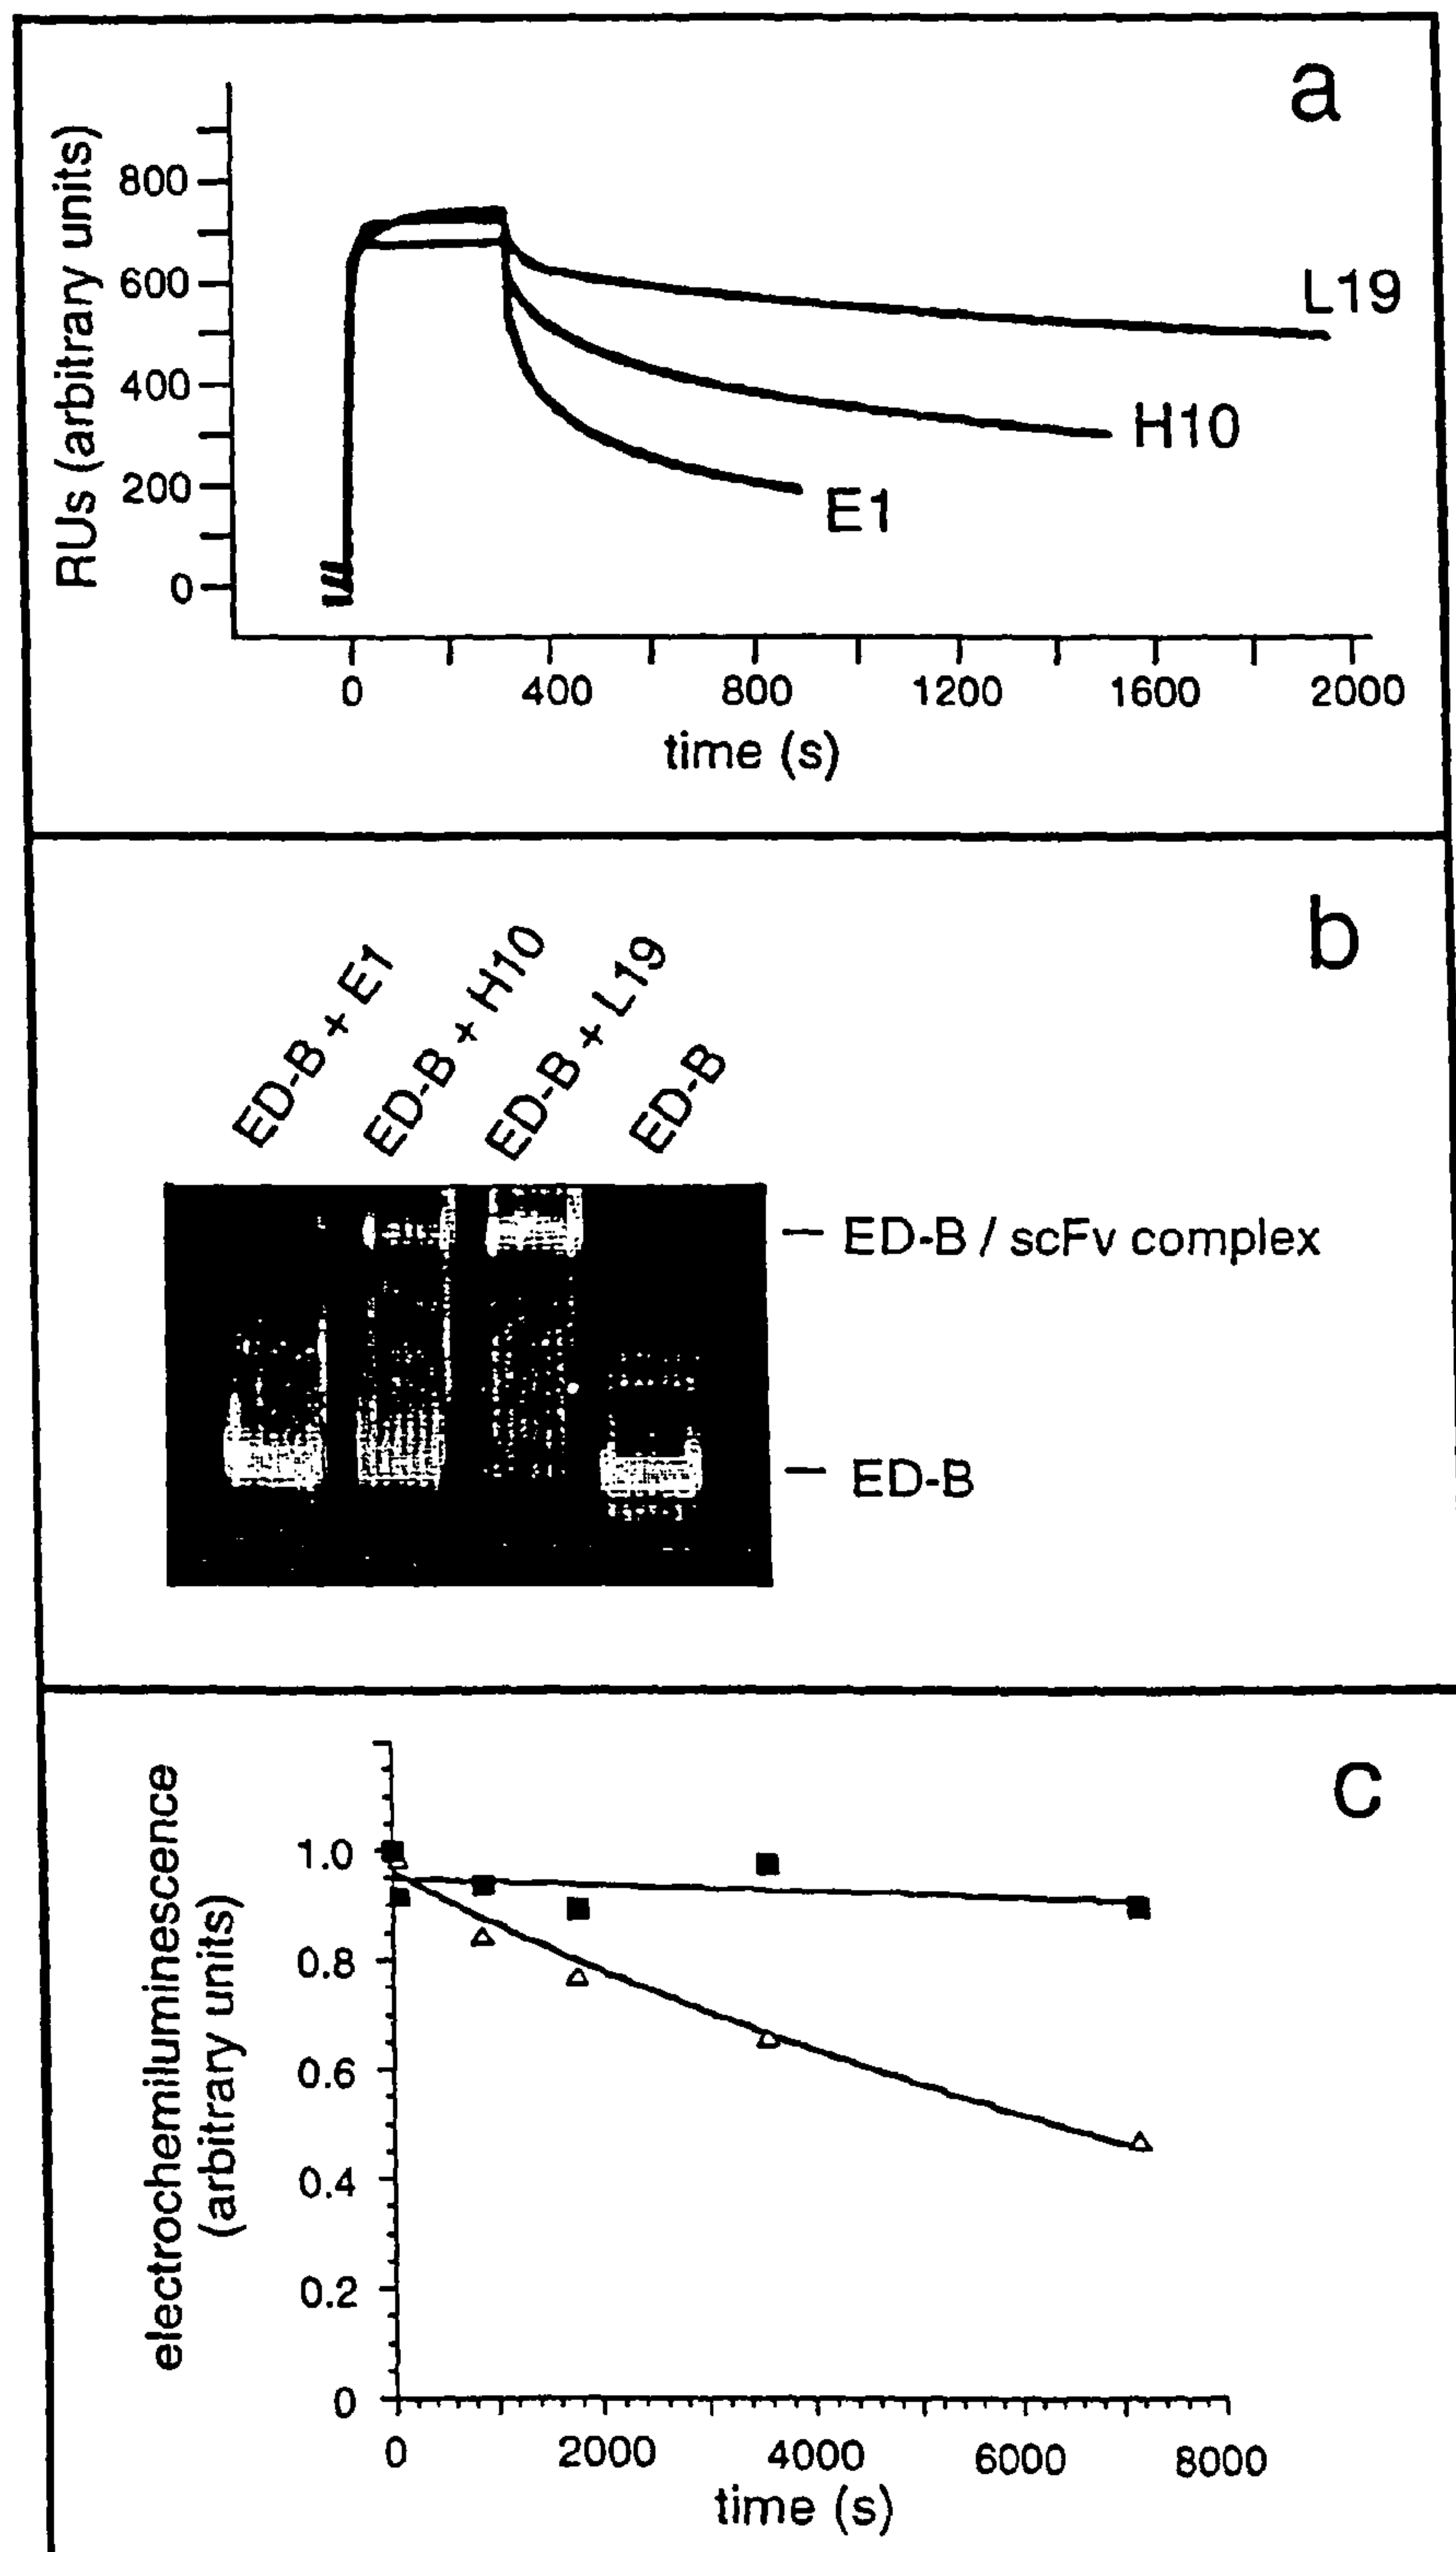 a
RUs (arbitrary units)
800
600
400
200
0
L19
H10
E1
0 400 800 1200 1600 2000
time (s)
b
ED-B + E1
ED-B + H10
ED-B + L19
ED-B
ED-B / scFv complex
ED-B
c
electrochemiluminescence
(arbitrary units)
1.0
0.8
0.6
0.4
0.2
0
0 2000 4000 6000 8000
time (s)